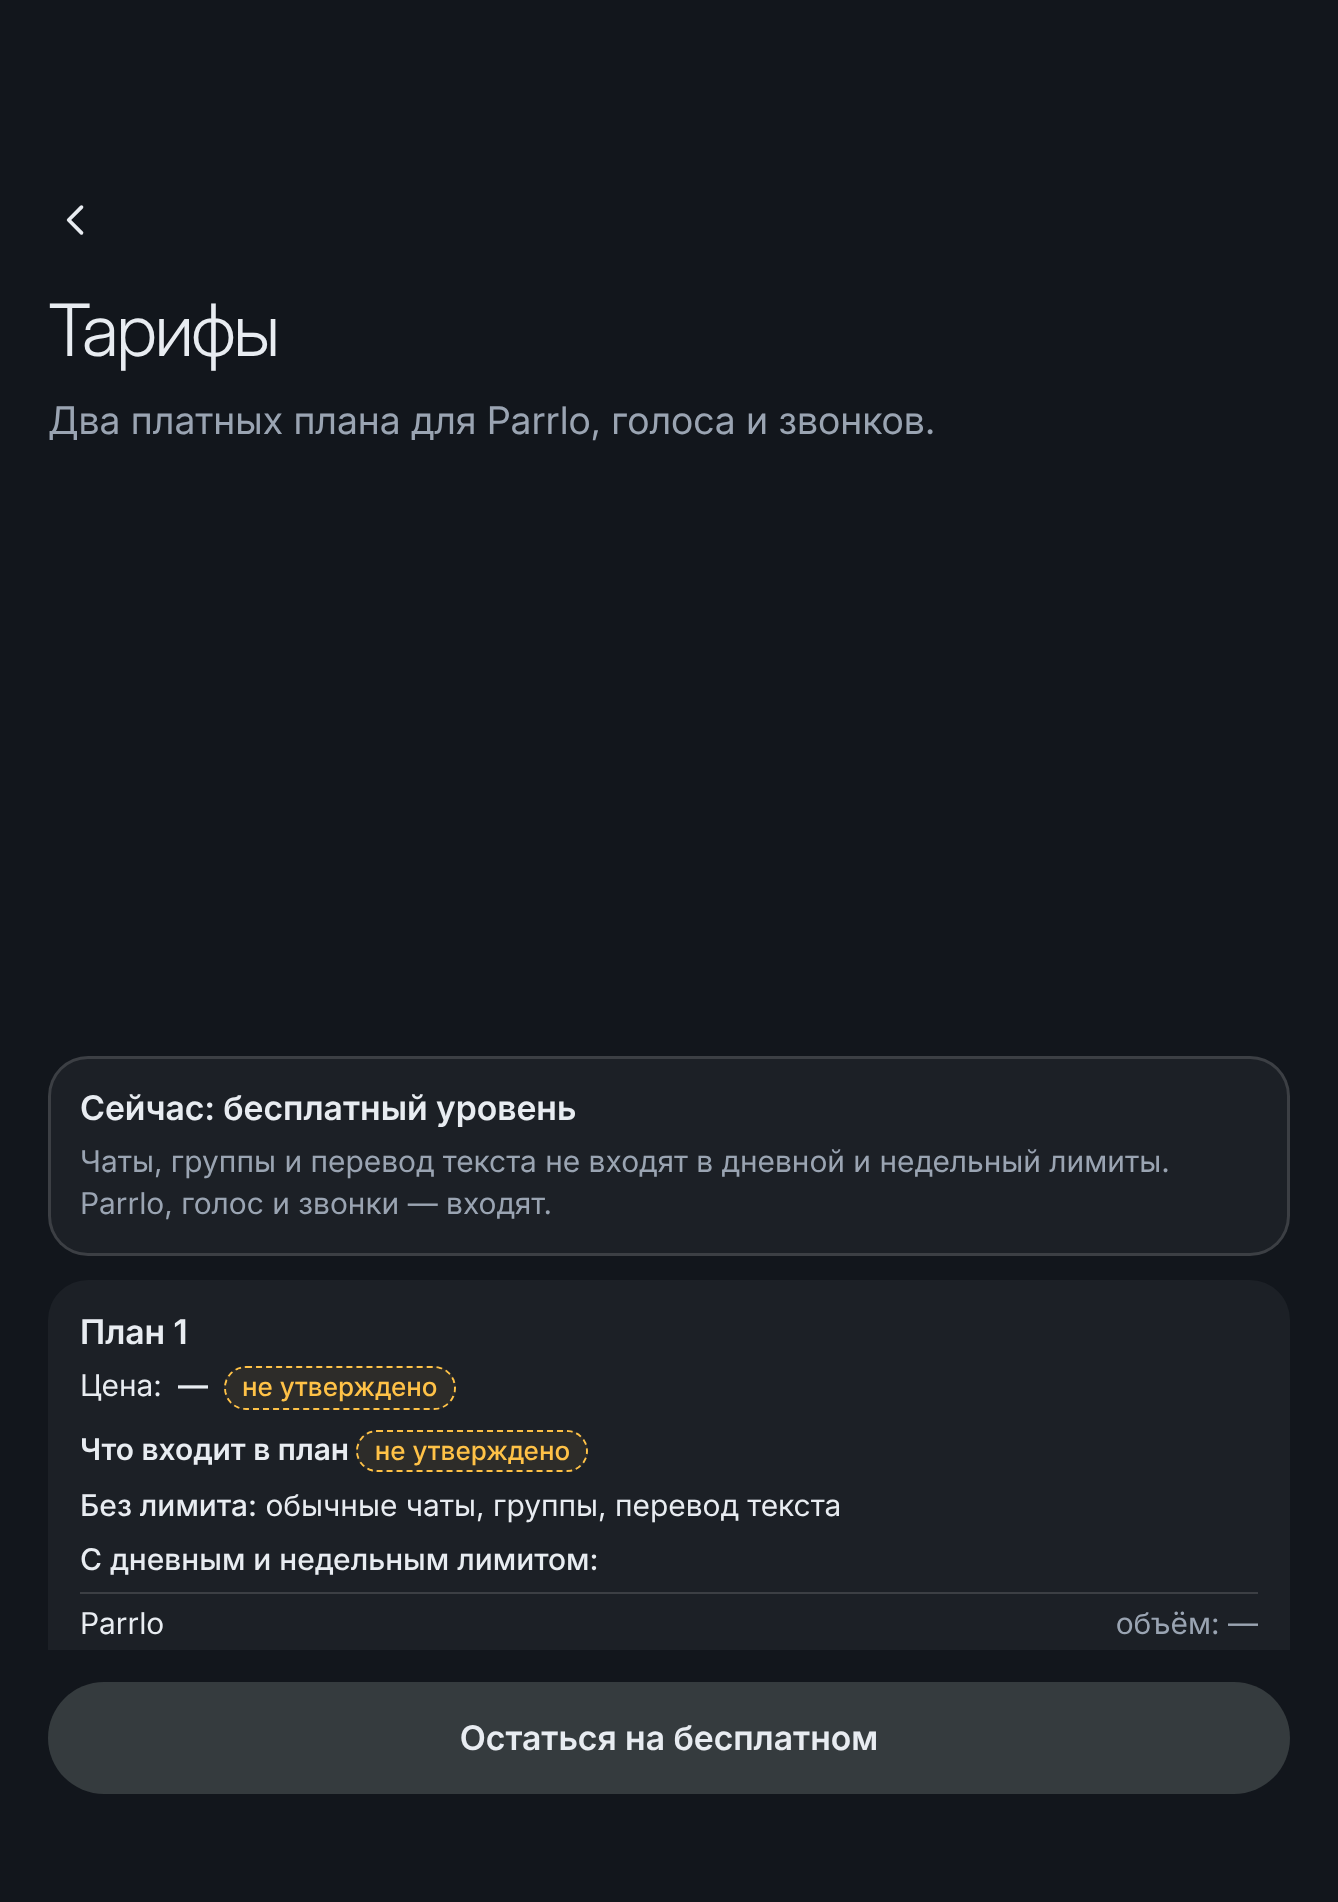 Тарифы
Два платных плана для Parrlo, голоса и звонков.
Сейчас: бесплатный уровень
Чаты, группы и перевод текста не входят в дневной и недельный лимиты.
Parrlo, голос и звонки — входят.
План 1
Цена: — не утверждено
Что входит в план не утверждено
Без лимита: обычные чаты, группы, перевод текста
С дневным и недельным лимитом:
Parrlo объём: —
Остаться на бесплатном